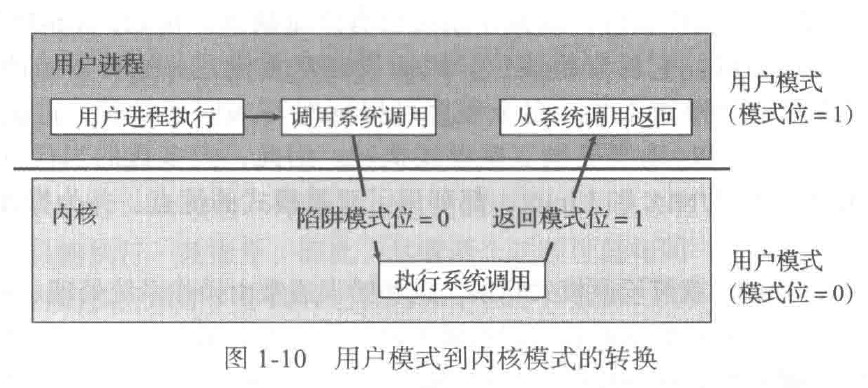 用户进程
用户进程执行
调用系统调用
从系统调用返回
用户模式
(模式位=1)
内核
陷阱模式位=0
返回模式位=1
执行系统调用
用户模式
(模式位=0)
图 1-10 用户模式到内核模式的转换